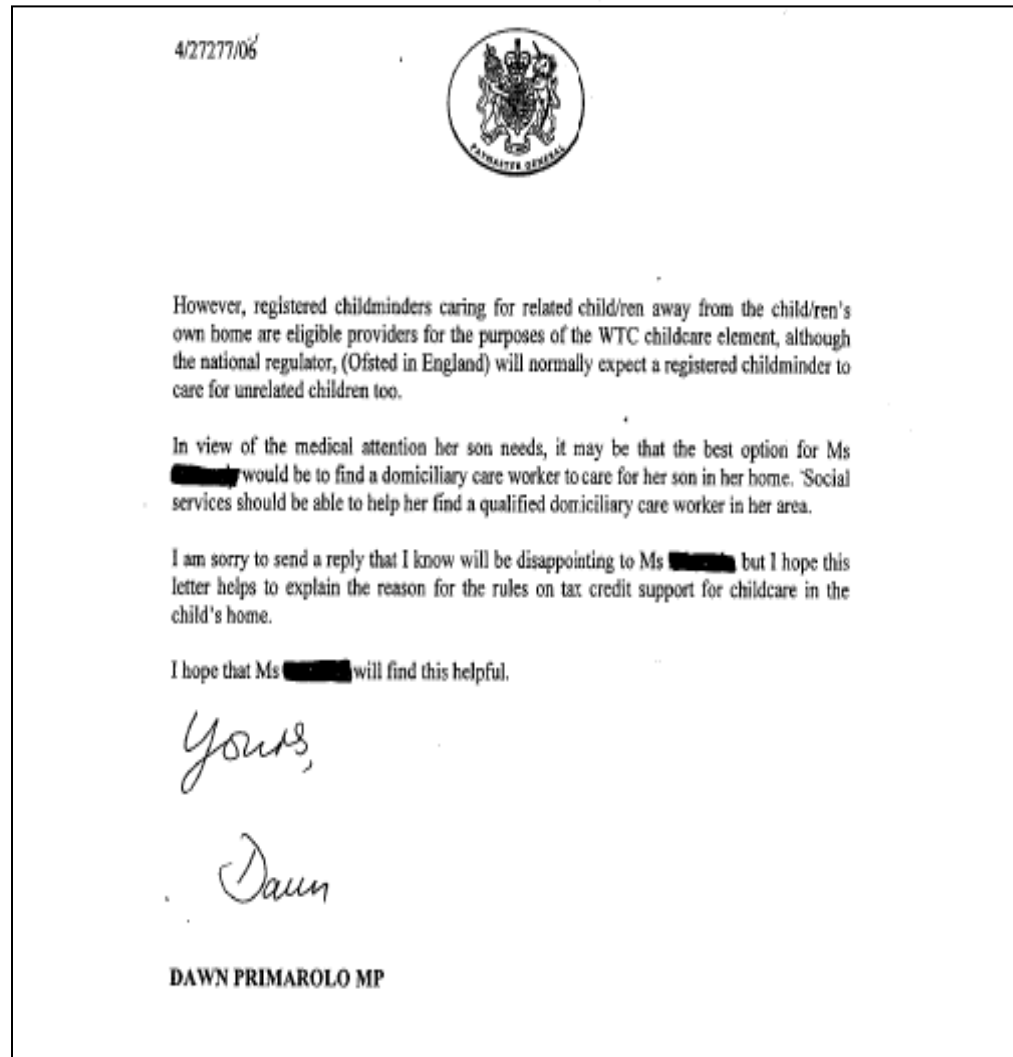 4/27277/06
PAYMASTER GENERAL
However, registered childminders caring for related child/ren away from the child/ren's
own home are eligible providers for the purposes of the WTC childcare element, although
the national regulator, (Ofsted in England) will normally expect a registered childminder to
care for unrelated children too.
In view of the medical attention her son needs, it may be that the best option for Ms
would be to find a domiciliary care worker to care for her son in her home. Social
services should be able to help her find a qualified domiciliary care worker in her area.
I am sorry to send a reply that I know will be disappointing to Ms but I hope this
letter helps to explain the reason for the rules on tax credit support for childcare in the
child's home.
I hope that Ms will find this helpful.
Yours,
Dawn
DAWN PRIMAROLO MP